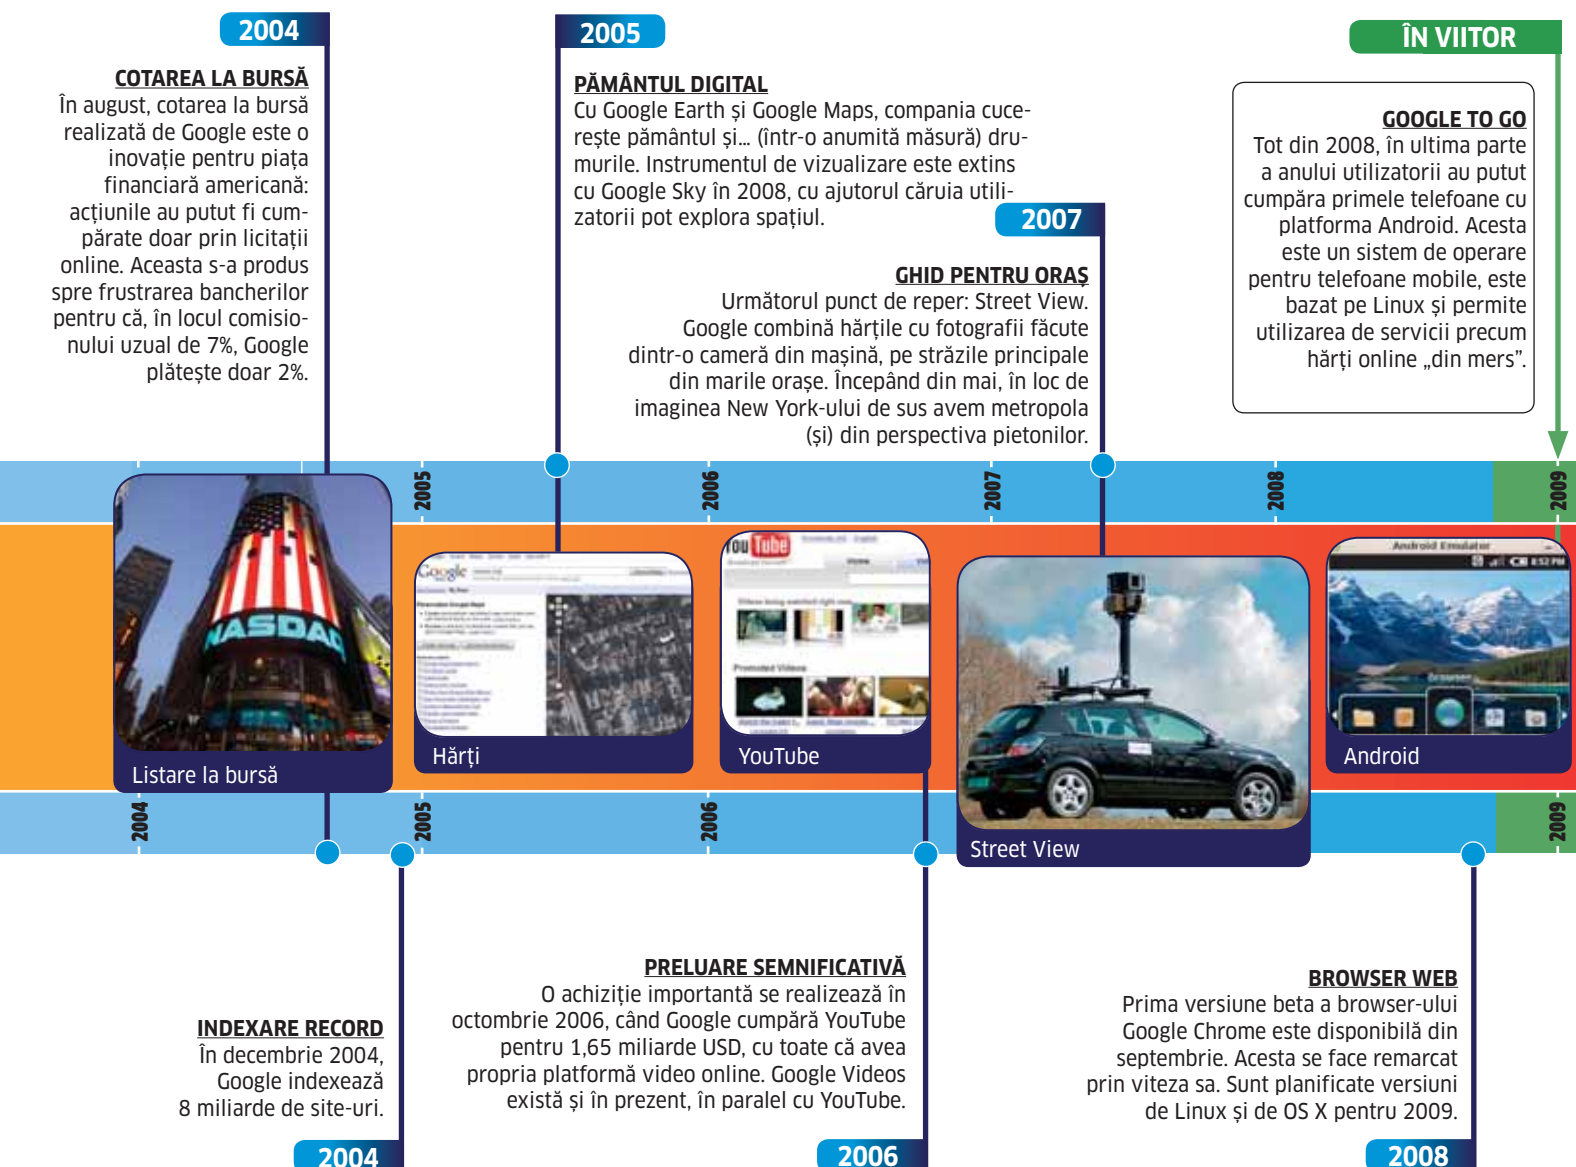 2004
COTAREA LA BURSĂ
În august, cotarea la bursă
realizată de Google este o
inovație pentru piața
financiară americană:
acțiunile au putut fi cum-
părate doar prin licitații
online. Aceasta s-a produs
spre frustrarea bancherilor
pentru că, în locul comisio-
nului uzual de 7%, Google
plătește doar 2%.
2005
PĂMÂNTUL DIGITAL
Cu Google Earth și Google Maps, compania cuce-
rește pământul și... (într-o anumită măsură) dru-
murile. Instrumentul de vizualizare este extins
cu Google Sky în 2008, cu ajutorul căruia utili-
zatorii pot explora spațiul.
2007
GHID PENTRU ORAȘ
Următorul punct de reper: Street View.
Google combină hărțile cu fotografii făcute
dintr-o cameră din mașină, pe străzile principale
din marile orașe. Începând din mai, în loc de
imaginea New York-ului de sus avem metropola
(și) din perspectiva pietonilor.
ÎN VIITOR
GOOGLE TO GO
Tot din 2008, în ultima parte
a anului utilizatorii au putut
cumpăra primele telefoane cu
platforma Android. Acesta
este un sistem de operare
pentru telefoane mobile, este
bazat pe Linux și permite
utilizarea de servicii precum
hărți online „din mers”.
2005
2006
2007
2008
2009
NASDAQ
Listare la bursă
Google
Hărți
You Tube
Home
Videos being watched right now
Promoted Videos
YouTube
Street View
Android Emulator
8:52 PM
Browser
Android
2004
2005
2006
2009
INDEXARE RECORD
În decembrie 2004,
Google indexează
8 miliarde de site-uri.
2004
PRELUARE SEMNIFICATIVĂ
O achiziție importantă se realizează în
octombrie 2006, când Google cumpără YouTube
pentru 1,65 miliarde USD, cu toate că avea
propria platformă video online. Google Videos
există și în prezent, în paralel cu YouTube.
2006
BROWSER WEB
Prima versiune beta a browser-ului
Google Chrome este disponibilă din
septembrie. Acesta se face remarcat
prin viteza sa. Sunt planificate versiuni
de Linux și de OS X pentru 2009.
2008